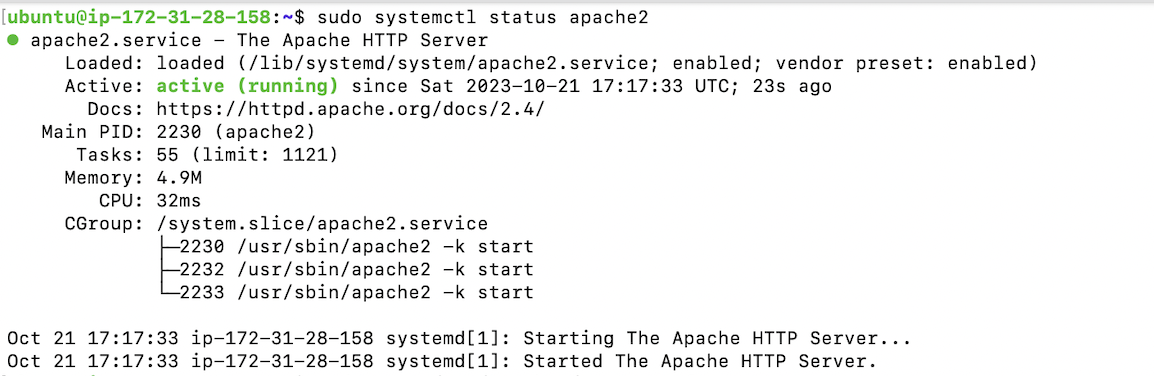 [ubuntu@ip-172-31-28-158:~$ sudo systemctl status apache2
● apache2.service - The Apache HTTP Server
     Loaded: loaded (/lib/systemd/system/apache2.service; enabled; vendor preset: enabled)
     Active: active (running) since Sat 2023-10-21 17:17:33 UTC; 23s ago
       Docs: https://httpd.apache.org/docs/2.4/
   Main PID: 2230 (apache2)
      Tasks: 55 (limit: 1121)
     Memory: 4.9M
        CPU: 32ms
     CGroup: /system.slice/apache2.service
             ├─2230 /usr/sbin/apache2 -k start
             ├─2232 /usr/sbin/apache2 -k start
             └─2233 /usr/sbin/apache2 -k start

Oct 21 17:17:33 ip-172-31-28-158 systemd[1]: Starting The Apache HTTP Server...
Oct 21 17:17:33 ip-172-31-28-158 systemd[1]: Started The Apache HTTP Server.